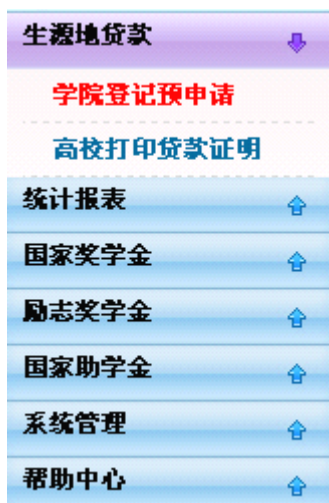 生源地贷款
学院登记预申请
高校打印贷款证明
统计报表
国家奖学金
励志奖学金
国家助学金
系统管理
帮助中心